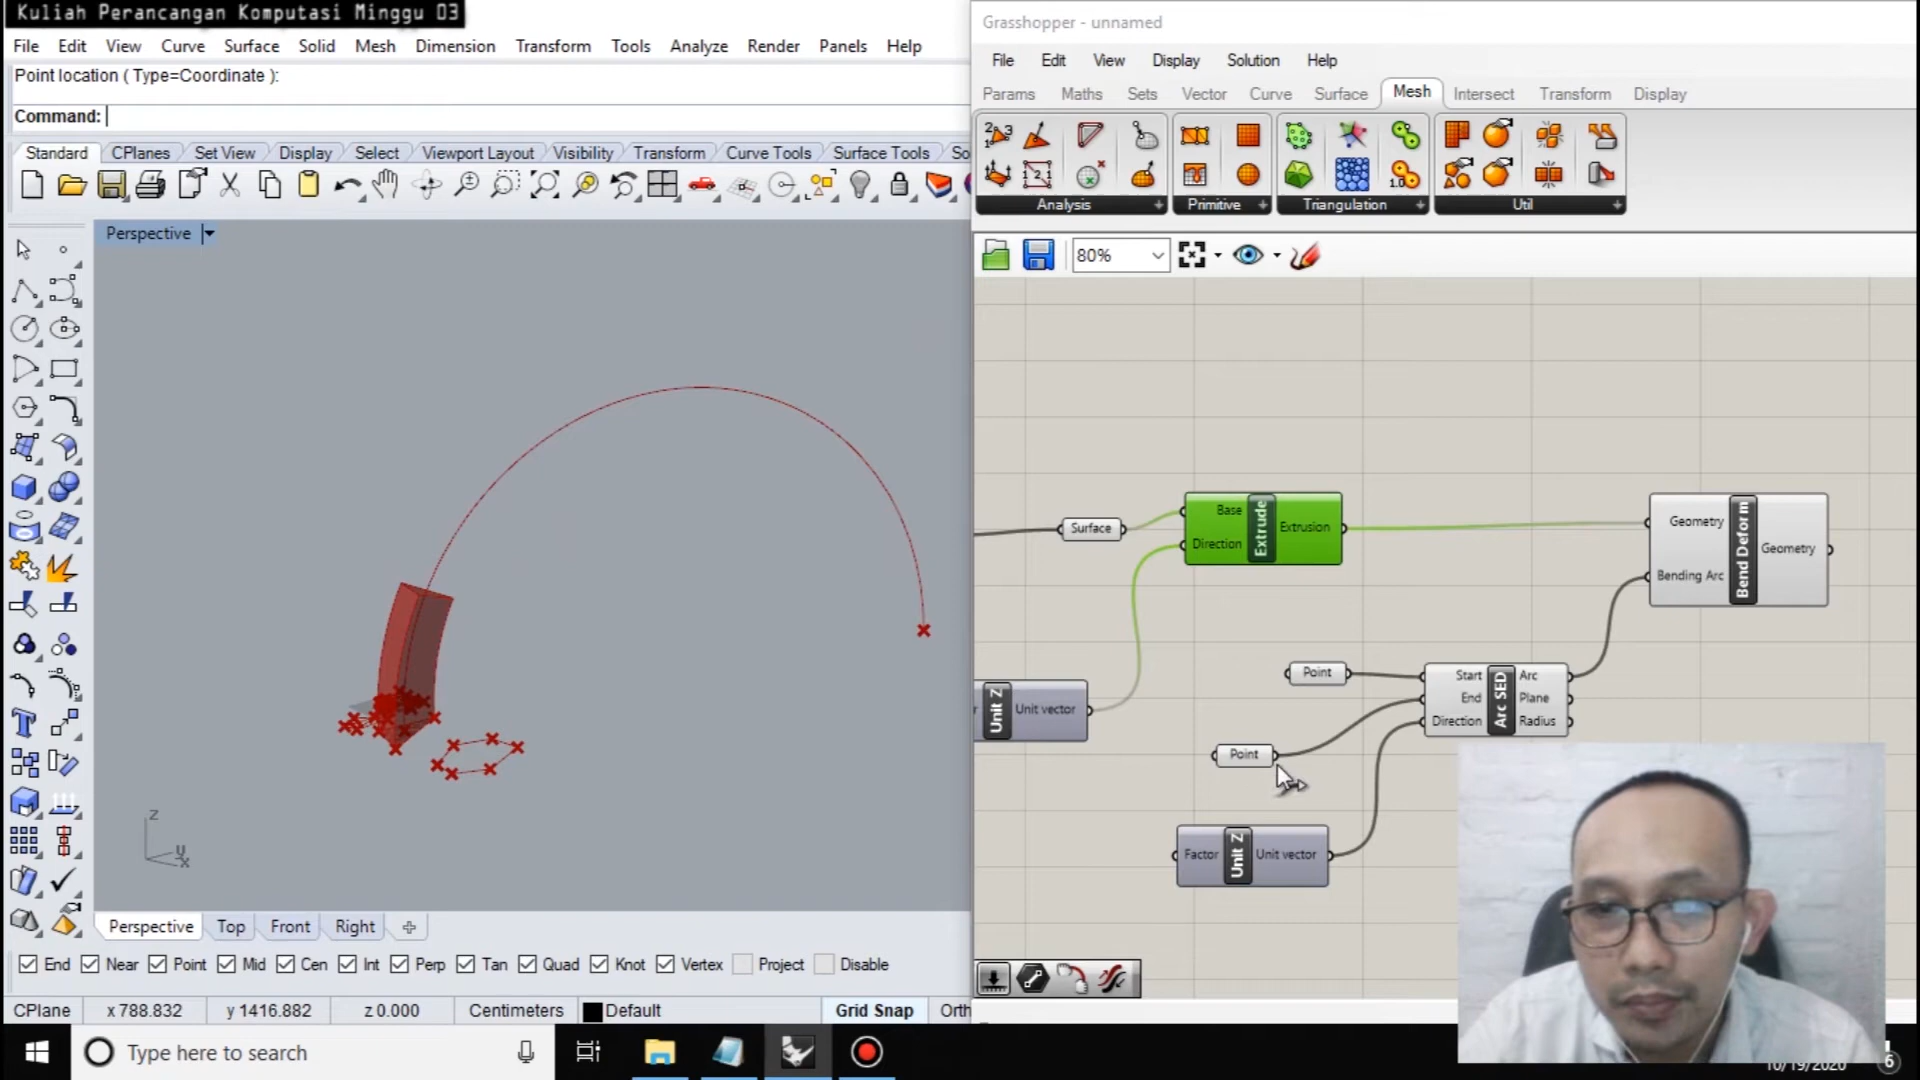 Kuliah Perancangan Komputasi Minggu 03
File Edit View Curve Surface Solid Mesh Dimension Transform Tools Analyze Render Panels Help
Point location ( Type=Coordinate ):
Command:
Standard CPlanes Set View Display Select Viewport Layout Visibility Transform Curve Tools Surface Tools So
Perspective
z
y
x
Perspective Top Front Right
End Near Point Mid Cen Int Perp Tan Quad Knot Vertex Project Disable
CPlane x 788.832 y 1416.882 z 0.000 Centimeters Default Grid Snap Orth
Grasshopper - unnamed
File Edit View Display Solution Help
Params Maths Sets Vector Curve Surface Mesh Intersect Transform Display
Analysis Primitive Triangulation Util
80%
Surface
Base
Direction
Extrude
Extrusion
Geometry
Bending Arc
Bend Deform
Geometry
Unit Z
Unit vector
Point
Start
End
Direction
Arc SED
Arc
Plane
Radius
Point
Factor
Unit Z
Unit vector
Type here to search
10/19/2020
6